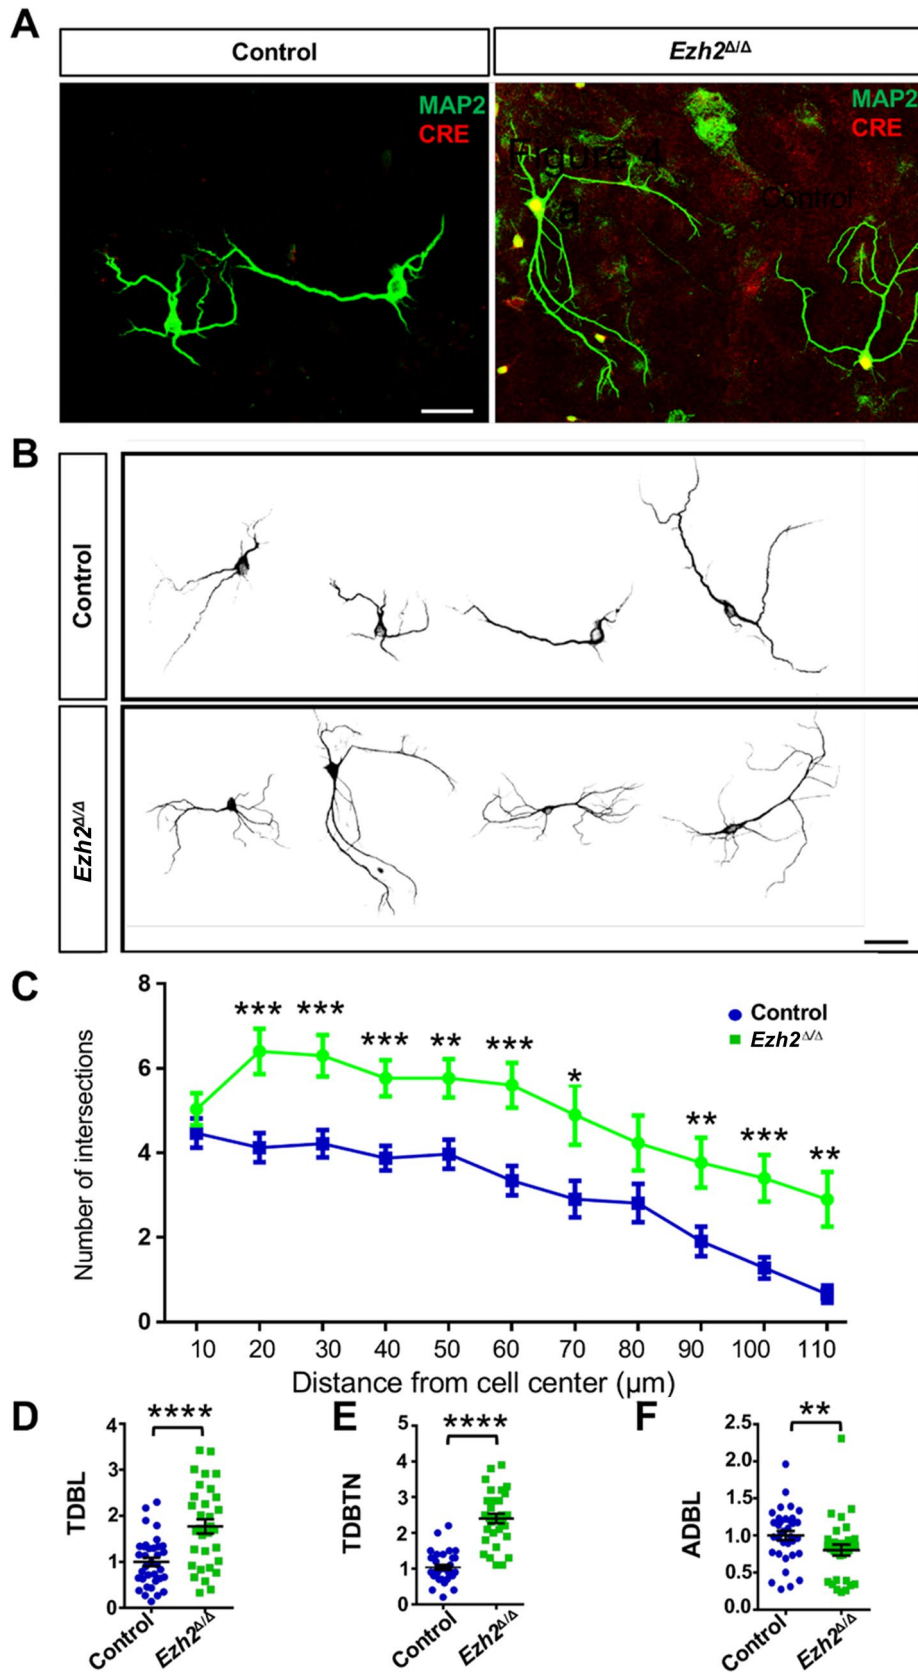 A
Control
Ezh2Δ/Δ
MAP2
CRE
MAP2
CRE
Figure 4
a
Control
B
Control
Ezh2Δ/Δ
C
Number of intersections
8
6
4
2
0
*** *** *** ** *** * ** *** **
Control
Ezh2Δ/Δ
10 20 30 40 50 60 70 80 90 100 110
Distance from cell center (µm)
D
TDBL
4
3
2
1
0
****
Control
Ezh2Δ/Δ
E
TDBTN
5
4
3
2
1
0
****
Control
Ezh2Δ/Δ
F
ADBL
2.5
2.0
1.5
1.0
0.5
0.0
**
Control
Ezh2Δ/Δ